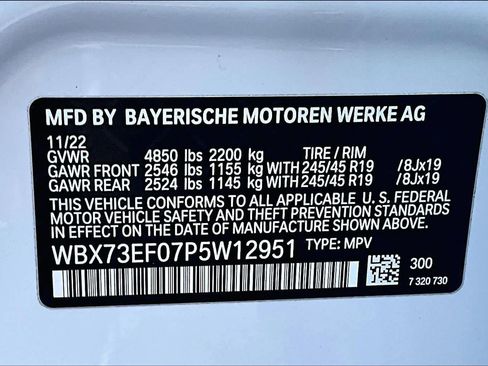 MFD BY BAYERISCHE MOTOREN WERKE AG
11/22
GVWR 4850 lbs 2200 kg TIRE / RIM
GAWR FRONT 2546 lbs 1155 kg WITH 245/45 R19 /8Jx19
GAWR REAR 2524 lbs 1145 kg WITH 245/45 R19 /8Jx19
THIS VEHICLE CONFORMS TO ALL APPLICABLE U. S. FEDERAL
MOTOR VEHICLE SAFETY, BUMPER, AND THEFT PREVENTION
STANDARDS IN EFFECT ON THE DATE OF MANUFACTURE SHOWN ABOVE.
WBX73EF07P5W12951 TYPE: MPV
300
7 320 730